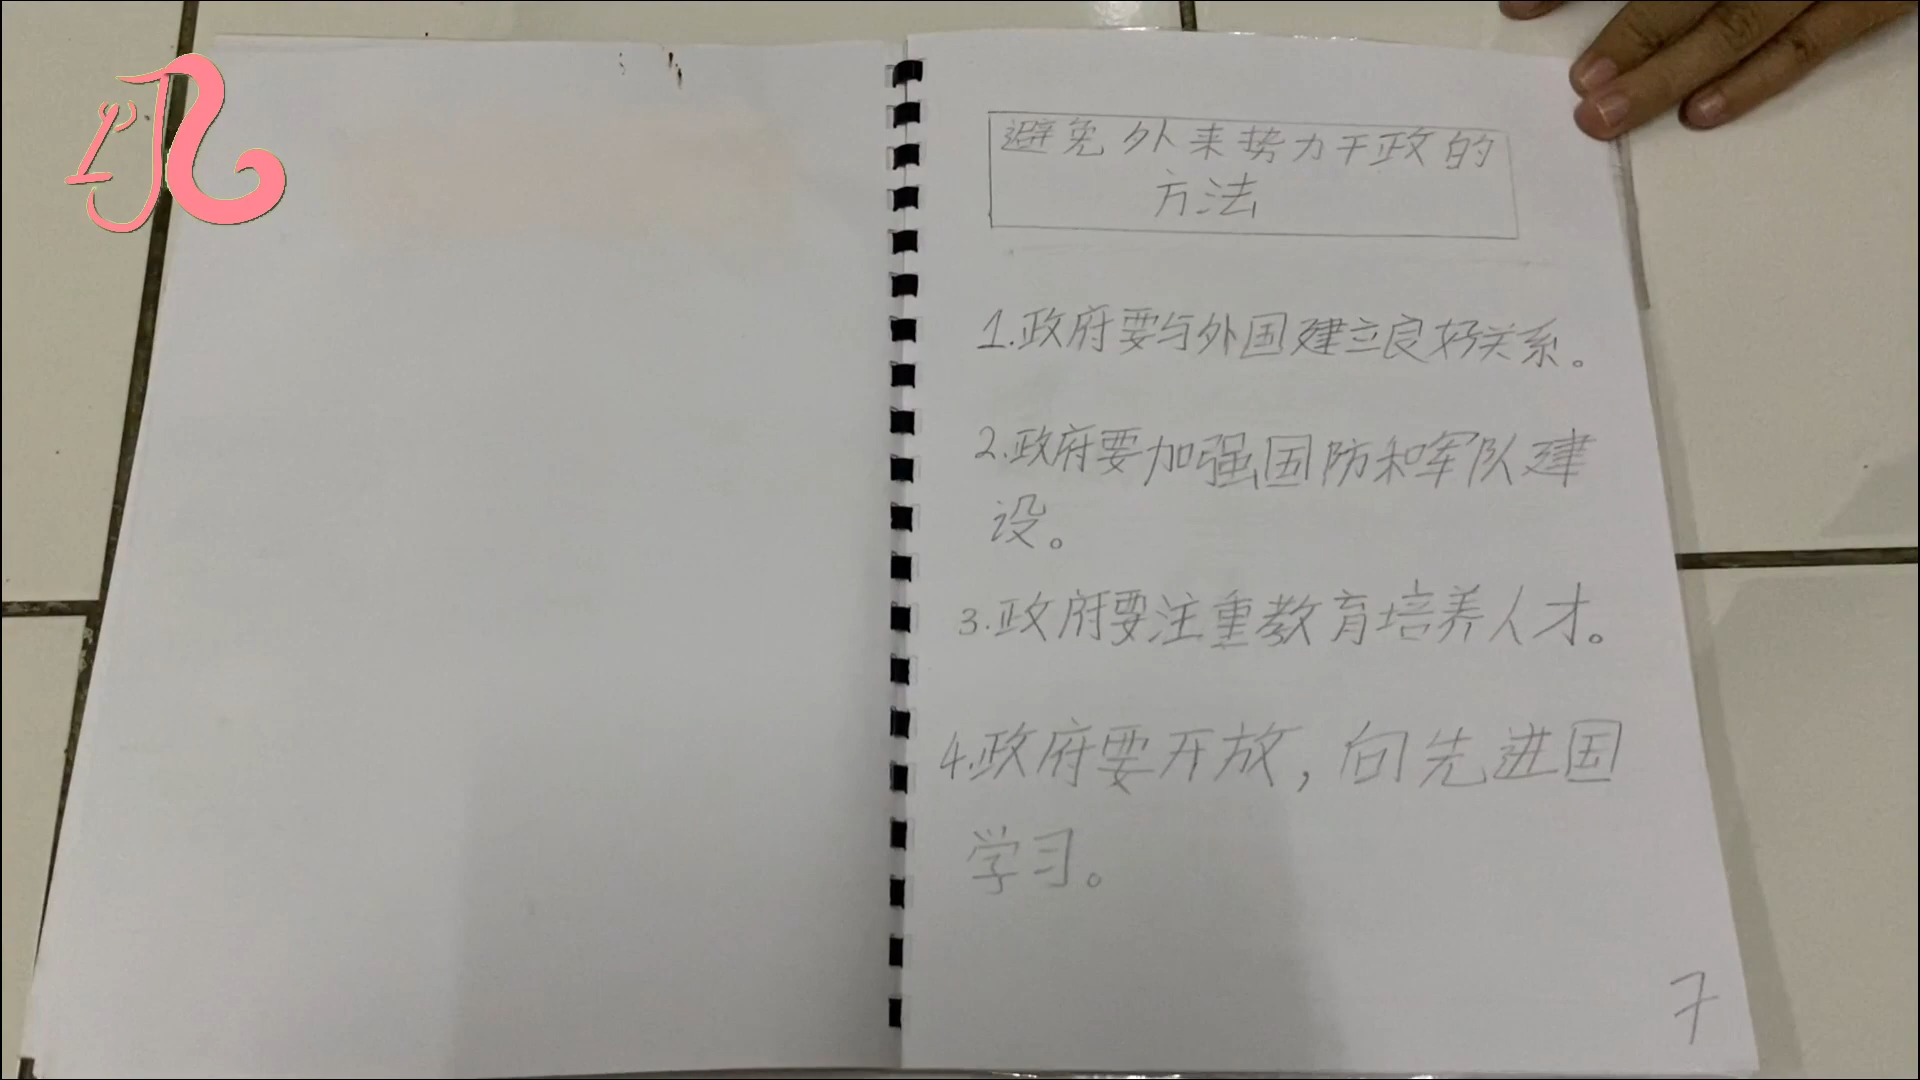 避免外来势力干政的
方法
1.政府要与外国建立良好关系。
2.政府要加强国防和军队建
设。
3.政府要注重教育培养人才。
4.政府要开放，向先进国
学习。
7